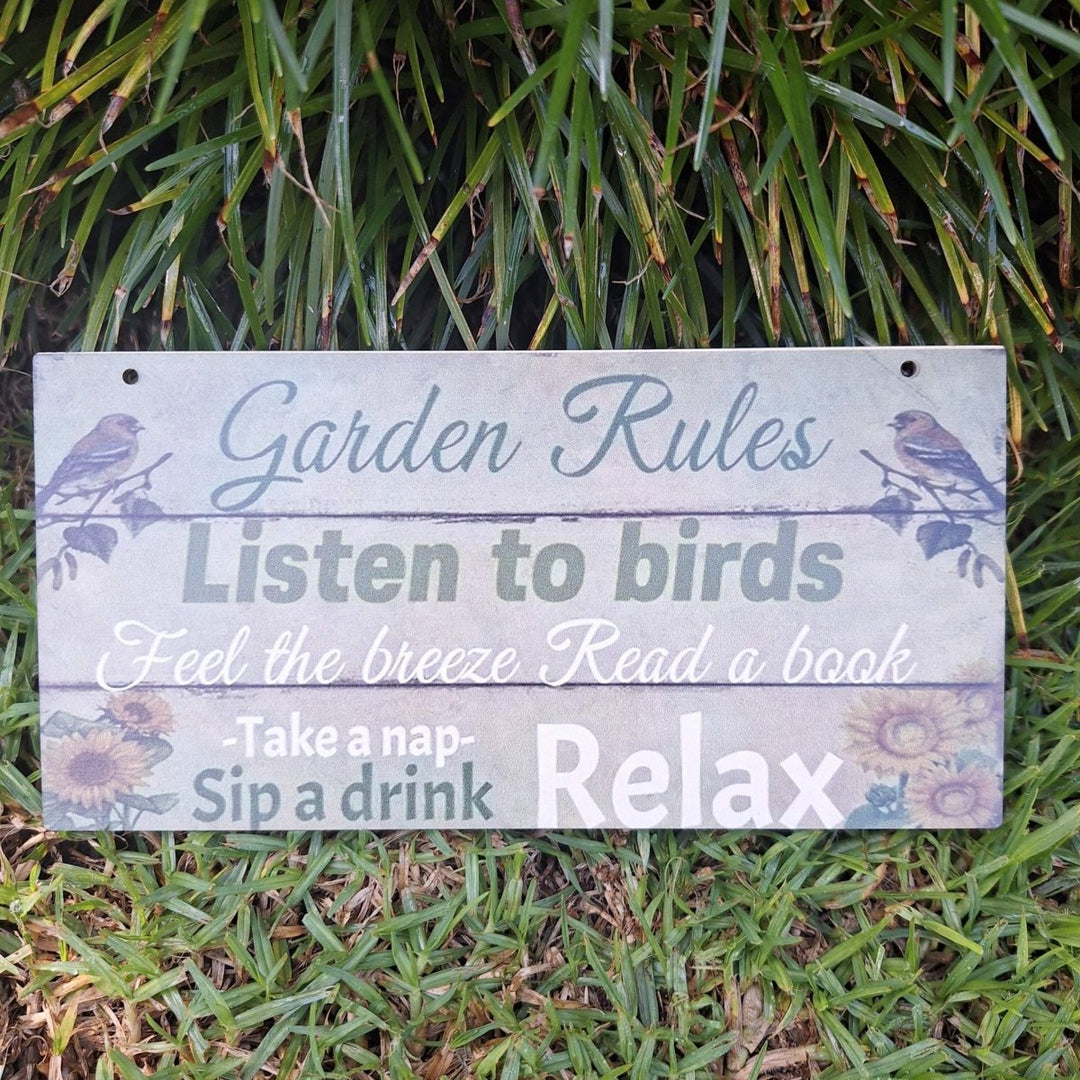 Garden Rules
Listen to birds
Feel the breeze Read a book
-Take a nap-
Sip a drink
Relax